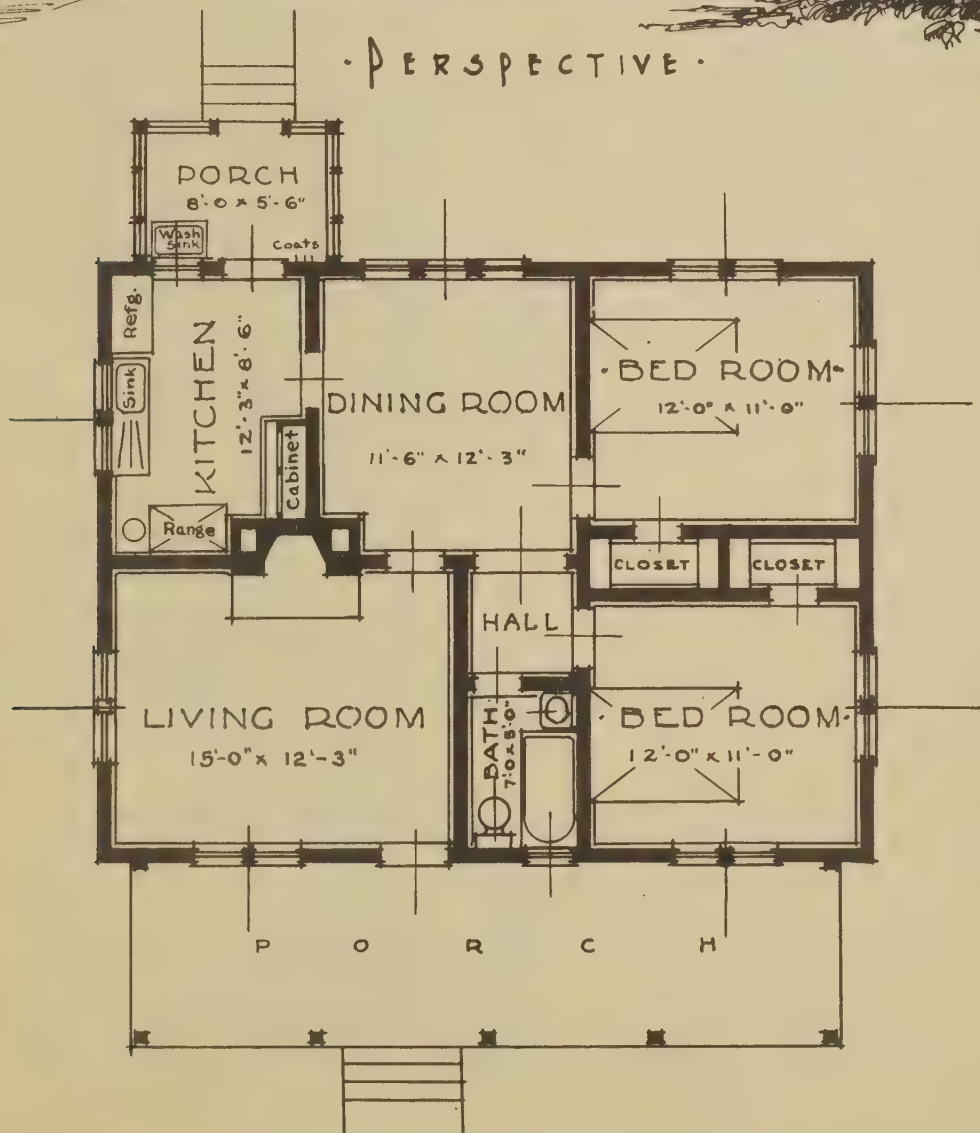 ·PERSPECTIVE·
PORCH
8'-0 x 5'-6"
Wash
Sink
Coats
Refg.
Sink
KITCHEN
12'-3" x 8'-6"
Cabinet
Range
DINING ROOM
11'-6" x 12'-3"
·BED ROOM·
12'-0" x 11'-0"
CLOSET
CLOSET
HALL
LIVING ROOM
15'-0" x 12'-3"
BATH
7'0 x 5'-0"
·BED ROOM·
12'-0" x 11'-0"
PORCH